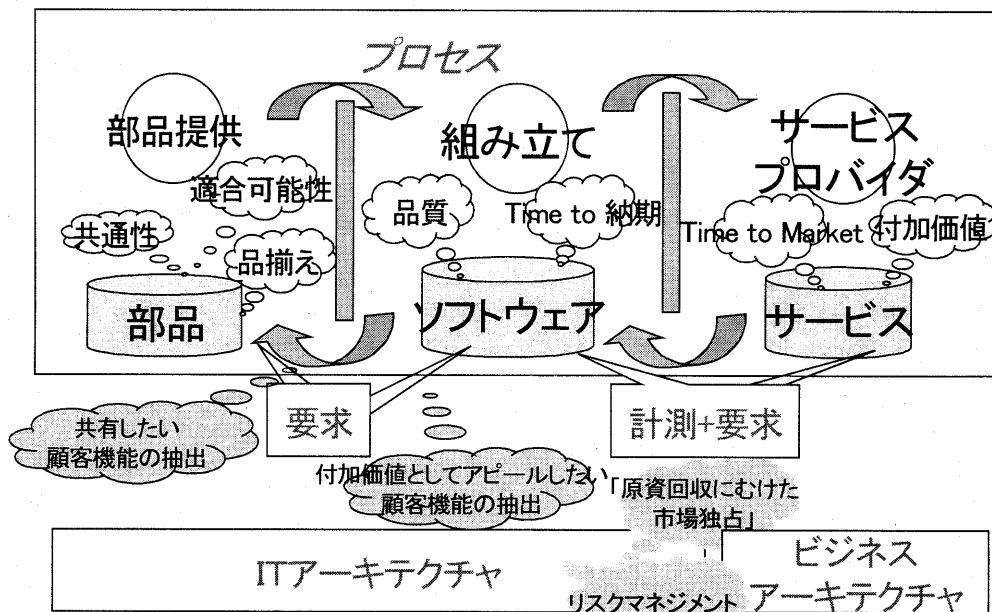 プロセス
部品提供
組み立て
サービス
プロバイダ
適合可能性
共通性
品揃え
品質
Time to 納期
Time to Market
付加価値
部品
ソフトウェア
サービス
要求
計測+要求
共有したい
顧客機能の抽出
付加価値としてアピールしたい
顧客機能の抽出
「原資回収にむけた
市場独占」
ITアーキテクチャ
リスクマネジメント
ビジネス
アーキテクチャ